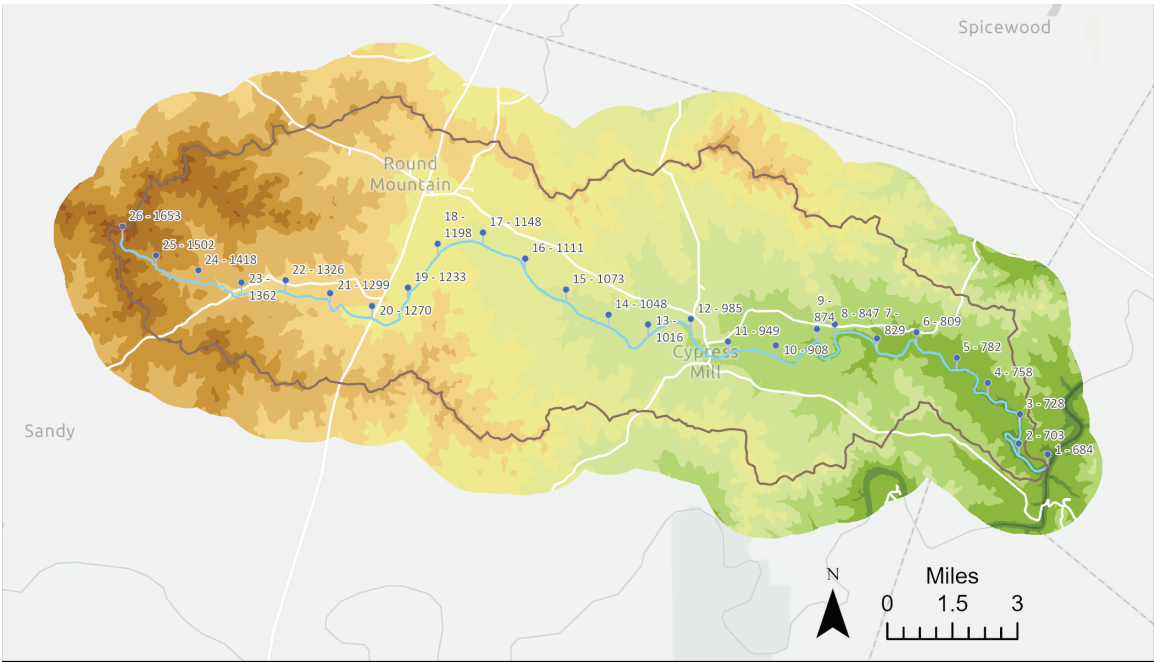 Spicewood
Round
Mountain
26 - 1653
18 -
1198
17 - 1148
25 - 1502
16 - 1111
24 - 1418
23 -
1362
22 - 1326
21 - 1299
19 - 1233
15 - 1073
20 - 1270
14 - 1048
13 -
1016
12 - 985
9 -
874
8 - 847
7 -
829
6 - 809
11 - 949
10 - 908
Cypress
Mill
5 - 782
4 - 758
3 - 728
Sandy
2 - 703
1 - 684
N
Miles
0 1.5 3